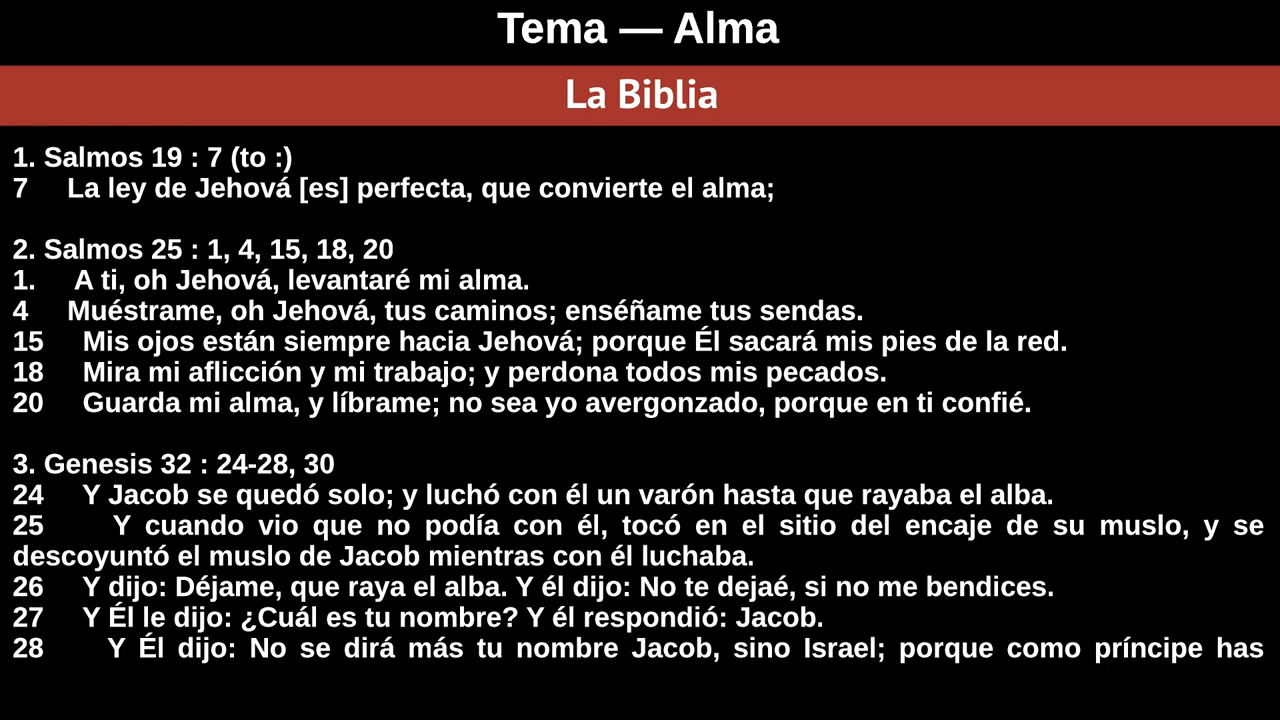 Tema — Alma
La Biblia
1. Salmos 19 : 7 (to :)
7 La ley de Jehová [es] perfecta, que convierte el alma;
2. Salmos 25 : 1, 4, 15, 18, 20
1. A ti, oh Jehová, levantaré mi alma.
4 Muéstrame, oh Jehová, tus caminos; enséñame tus sendas.
15 Mis ojos están siempre hacia Jehová; porque Él sacará mis pies de la red.
18 Mira mi aflicción y mi trabajo; y perdona todos mis pecados.
20 Guarda mi alma, y líbrame; no sea yo avergonzado, porque en ti confié.
3. Genesis 32 : 24-28, 30
24 Y Jacob se quedó solo; y luchó con él un varón hasta que rayaba el alba.
25 Y cuando vio que no podía con él, tocó en el sitio del encaje de su muslo, y se
descoyuntó el muslo de Jacob mientras con él luchaba.
26 Y dijo: Déjame, que raya el alba. Y él dijo: No te dejaé, si no me bendices.
27 Y Él le dijo: ¿Cuál es tu nombre? Y él respondió: Jacob.
28 Y Él dijo: No se dirá más tu nombre Jacob, sino Israel; porque como príncipe has